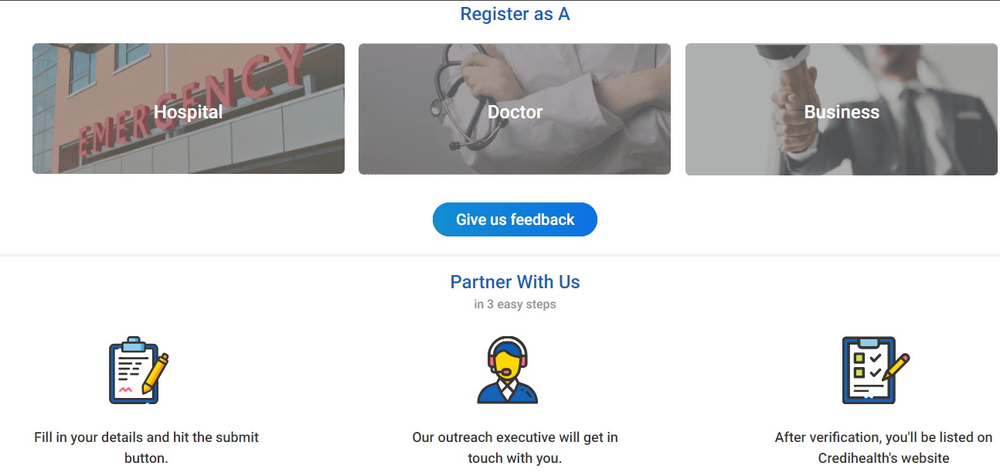 Register as A
EMERGENCY
Hospital
Doctor
Business
Give us feedback
Partner With Us
in 3 easy steps
Fill in your details and hit the submit
button.
Our outreach executive will get in
touch with you.
After verification, you'll be listed on
Credihealth's website